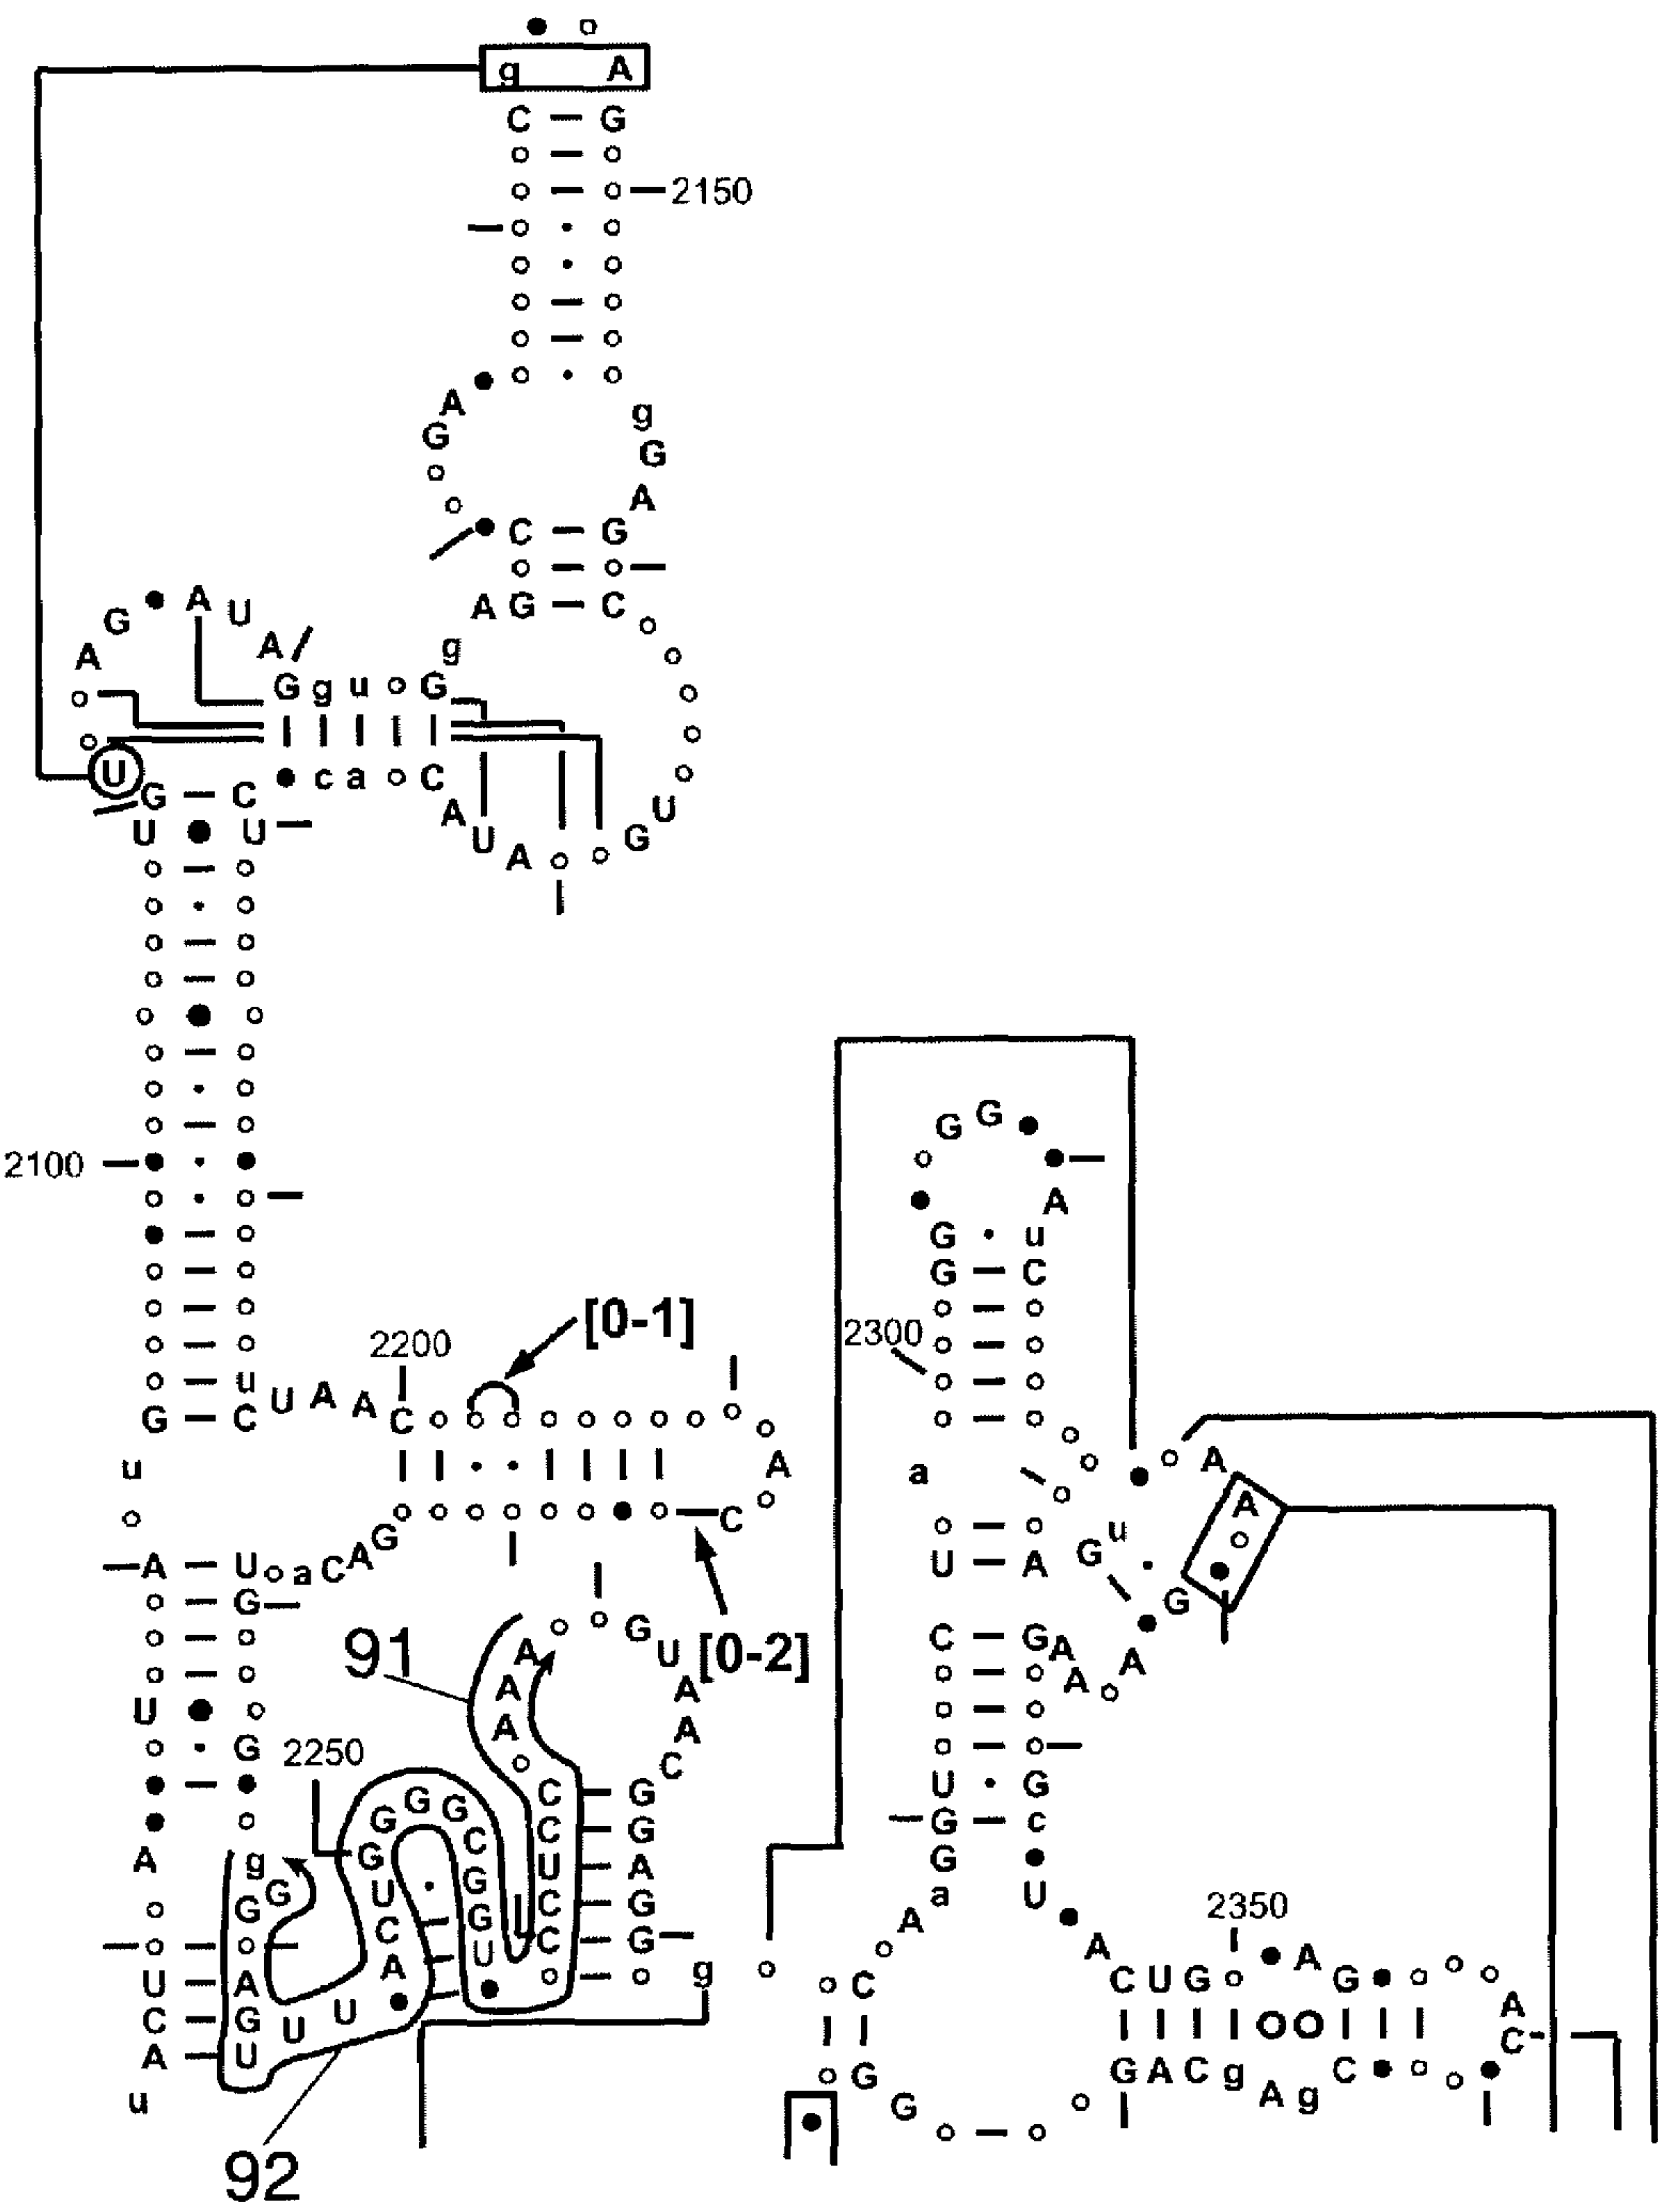 g A
C G
2150
A
G
g
G
A
C G
A G C
g
A G A U A
G g u G
U
c a C
G C
U U
A U A
G U
2100
u
G C U A A C
2200
[0-1]
u
A
C
A U a C A G
G
[0-2]
G U A A C
91
A A A
U
G
2250
C C U C C
G G A G G
g
G G G G C G G U
U C A
A
g
G G
U A
C G U U
A U
u
92
G G
A
G u
G C
2300
a
U A
A
A
u
G
G
C G A A A
A
U G
G c
G
a U
A
A
2350
C U G A G
A
C
G A C g A g C
C
G G